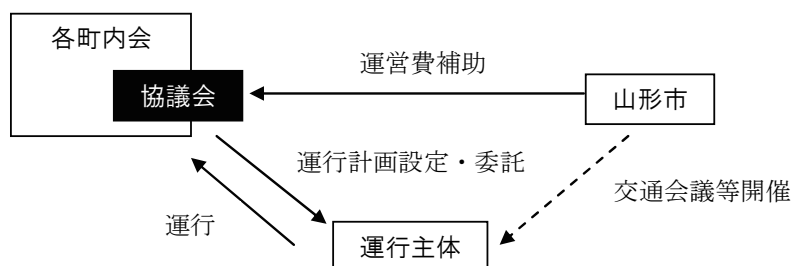 各町内会
運営費補助
協議会
山形市
運行計画設定・委託
交通会議等開催
運行
運行主体